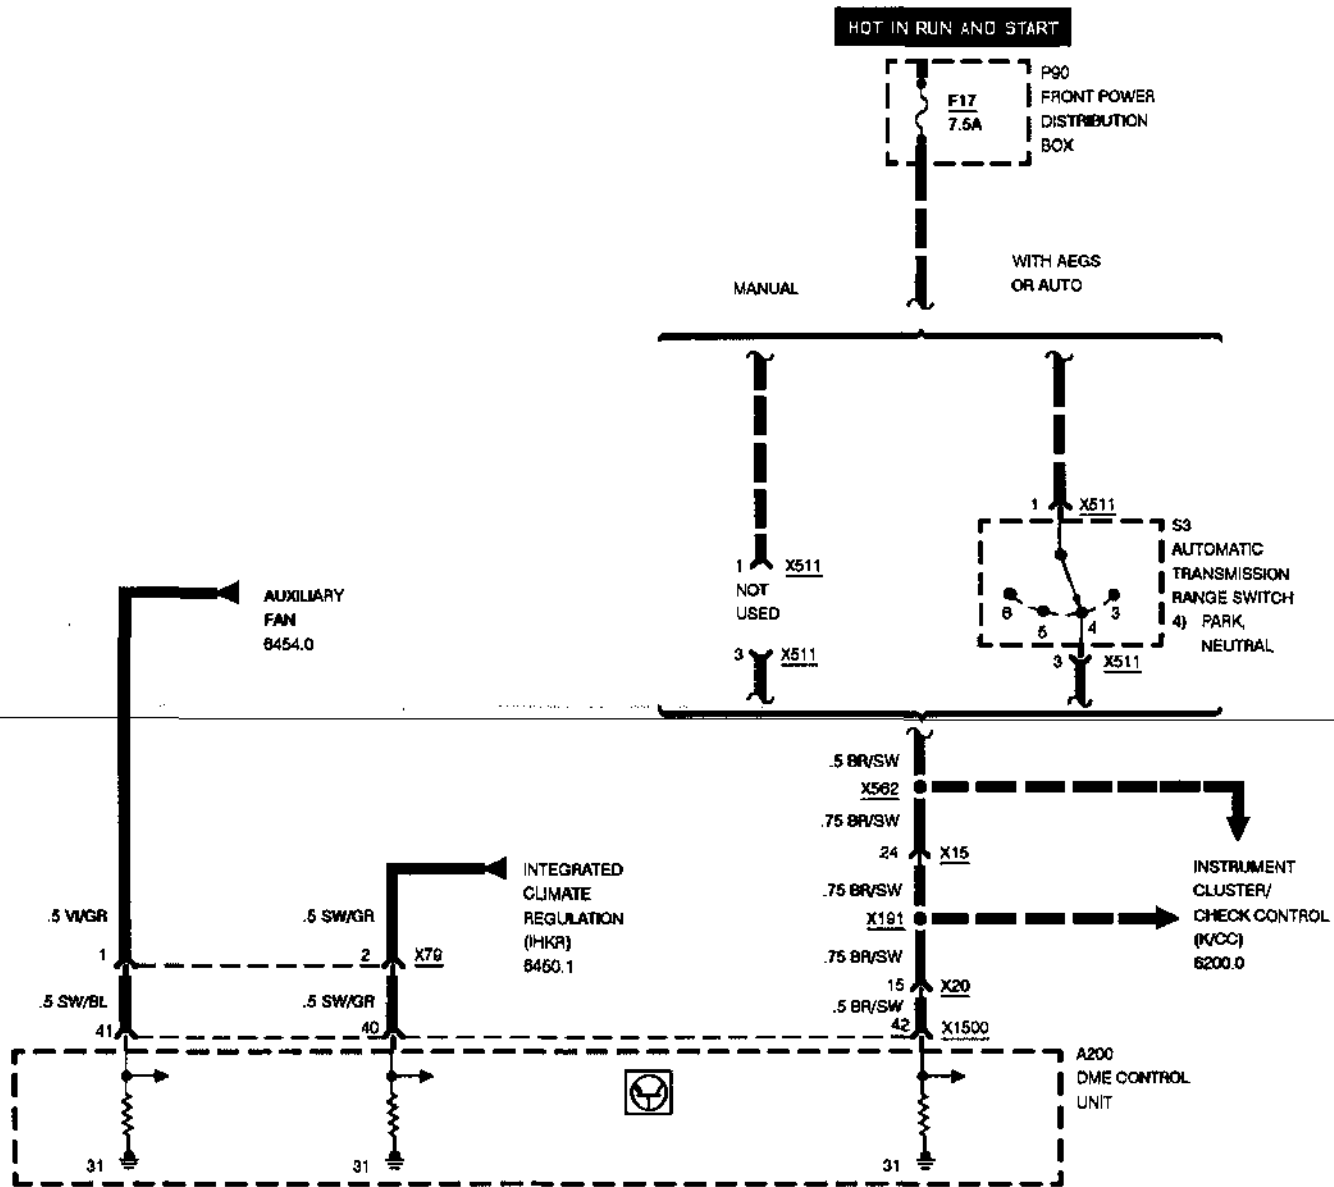 HOT IN RUN AND START
P90
FRONT POWER
DISTRIBUTION
BOX
F17
7.5A
MANUAL
WITH AEGS
OR AUTO
1 X511
NOT
USED
3 X511
1 X511
S3
AUTOMATIC
TRANSMISSION
RANGE SWITCH
4) PARK,
NEUTRAL
6 5 4 3
3 X511
AUXILIARY
FAN
6454.0
.5 BR/SW
X562
.75 BR/SW
24 X15
.75 BR/SW
X191
.75 BR/SW
15 X20
.5 BR/SW
42 X1500
INSTRUMENT
CLUSTER/
CHECK CONTROL
(K/CC)
6200.0
INTEGRATED
CLIMATE
REGULATION
(IHKR)
6450.1
.5 VI/GR
.5 SW/GR
1 2 X79
.5 SW/BL
.5 SW/GR
41 40
A200
DME CONTROL
UNIT
31 31 31